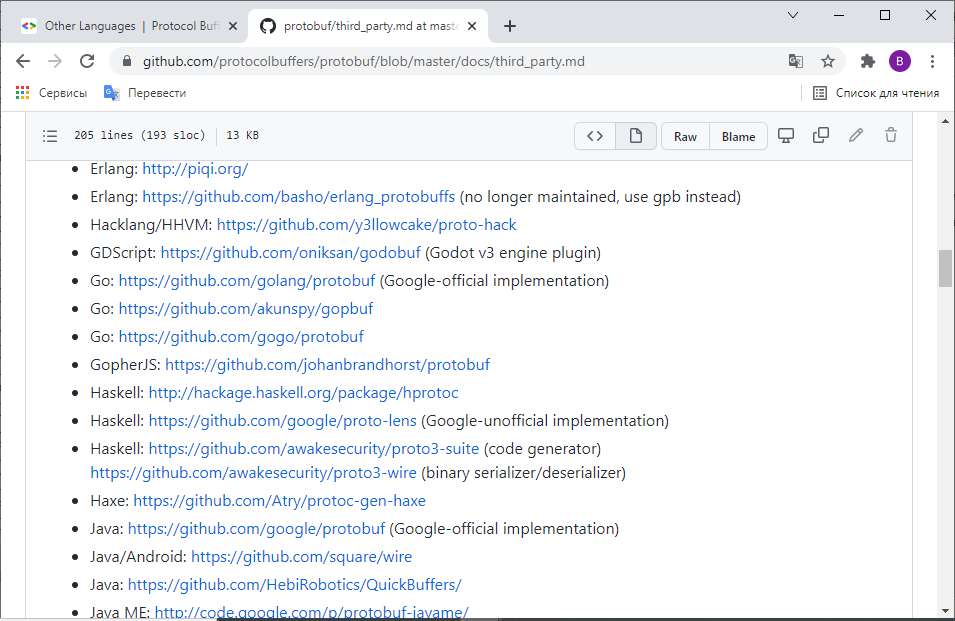 Other Languages | Protocol Buff
protobuf/third_party.md at maste
github.com/protocolbuffers/protobuf/blob/master/docs/third_party.md
B
Сервисы
Перевести
Список для чтения
205 lines (193 sloc) 13 KB
Raw
Blame
Erlang: http://piqi.org/
Erlang: https://github.com/basho/erlang_protobuffs (no longer maintained, use gpb instead)
Hacklang/HHVM: https://github.com/y3llowcake/proto-hack
GDScript: https://github.com/oniksan/godobuf (Godot v3 engine plugin)
Go: https://github.com/golang/protobuf (Google-official implementation)
Go: https://github.com/akunspy/gopbuf
Go: https://github.com/gogo/protobuf
GopherJS: https://github.com/johanbrandhorst/protobuf
Haskell: http://hackage.haskell.org/package/hprotoc
Haskell: https://github.com/google/proto-lens (Google-unofficial implementation)
Haskell: https://github.com/awakesecurity/proto3-suite (code generator)
https://github.com/awakesecurity/proto3-wire (binary serializer/deserializer)
Haxe: https://github.com/Atry/protoc-gen-haxe
Java: https://github.com/google/protobuf (Google-official implementation)
Java/Android: https://github.com/square/wire
Java: https://github.com/HebiRobotics/QuickBuffers/
Java ME: http://code.google.com/p/protobuf-javame/